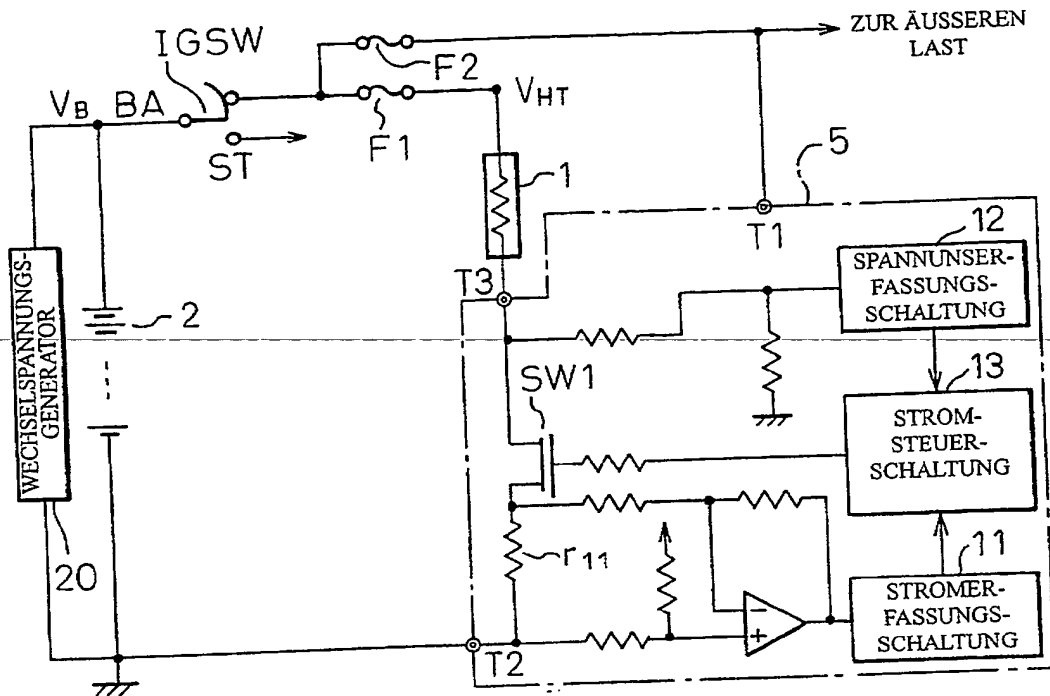 ZUR ÄUSSEREN
LAST
IGSW
F2
VB
BA
VHT
F1
ST
1
5
T1
12
T3
SPANNUNSER-
FASSUNGS-
SCHALTUNG
WECHSELSPANNUNGS-
GENERATOR
2
SW1
13
STROM-
STEUER-
SCHALTUNG
r11
20
11
−
+
STROMER-
FASSUNGS-
SCHALTUNG
T2